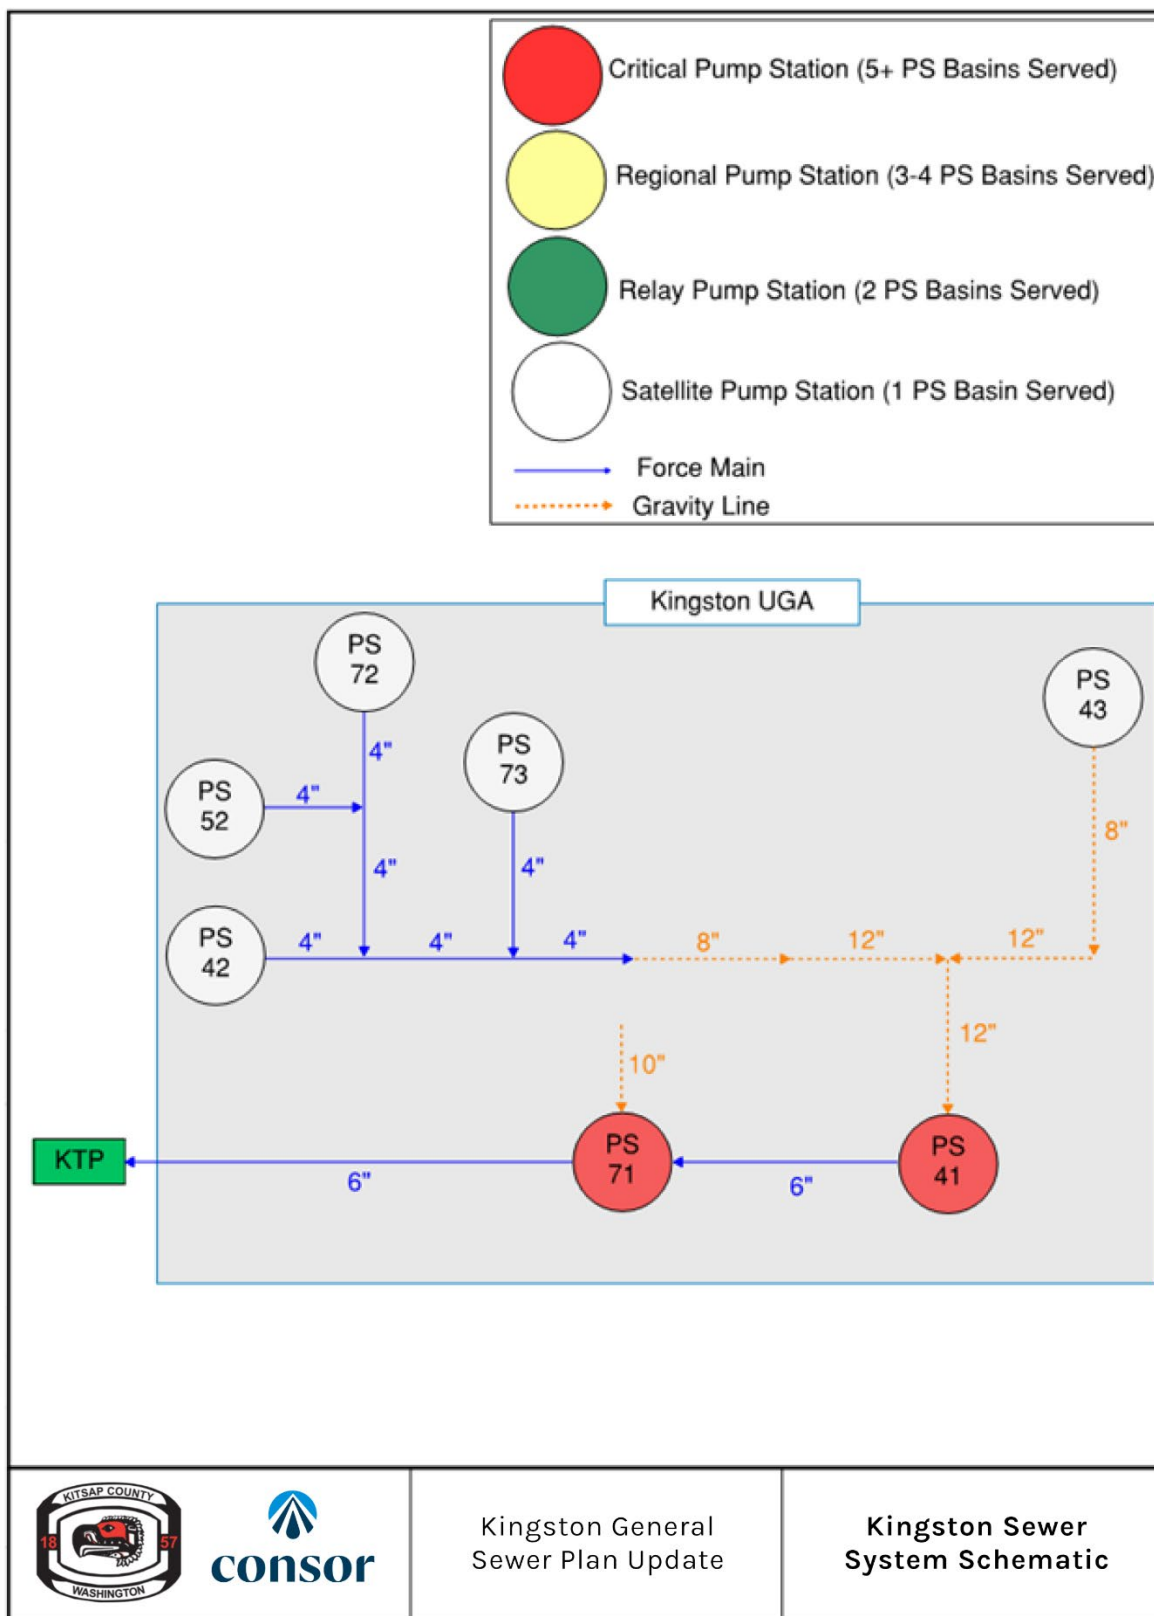 Critical Pump Station (5+ PS Basins Served)
Regional Pump Station (3-4 PS Basins Served)
Relay Pump Station (2 PS Basins Served)
Satellite Pump Station (1 PS Basin Served)
Force Main
Gravity Line
Kingston UGA
PS
72
PS
43
4"
PS
73
PS
52
4"
8"
4"
4"
PS
42
4"
4"
4"
8"
12"
12"
12"
10"
KTP
6"
PS
71
6"
PS
41
KITSAP COUNTY
18
57
WASHINGTON
consor
Kingston General
Sewer Plan Update
Kingston Sewer
System Schematic